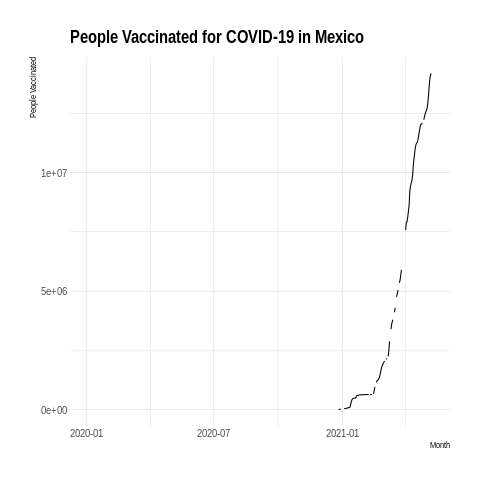 People Vaccinated for COVID-19 in Mexico
People Vaccinated
1e+07
5e+06
0e+00
2020-01 2020-07 2021-01
Month